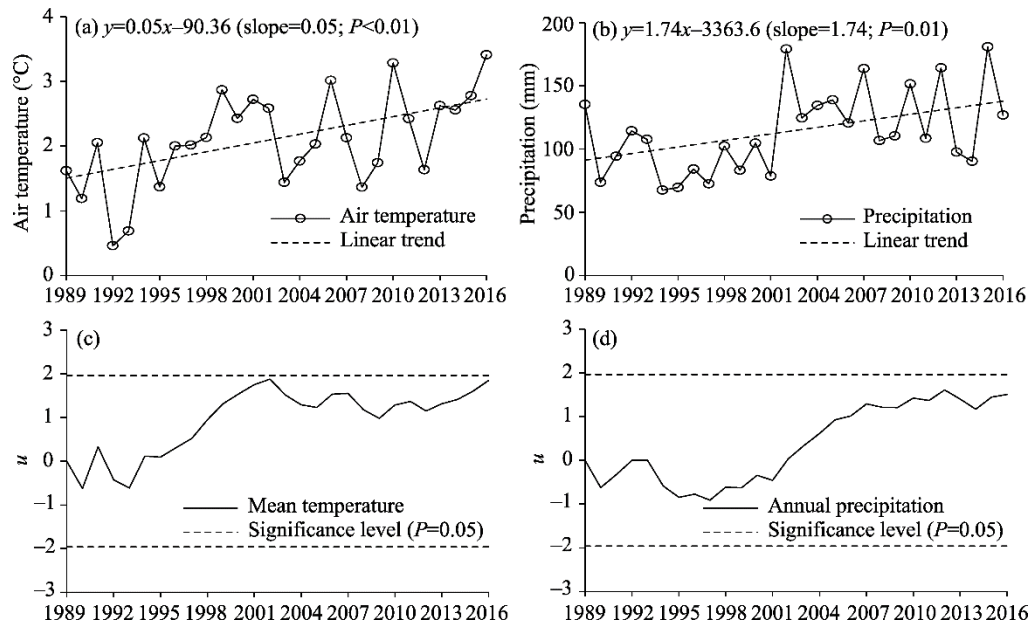 (a) y=0.05x–90.36 (slope=0.05; P<0.01)
Air temperature (°C)
4
3
2
1
0
Air temperature
Linear trend
1989 1992 1995 1998 2001 2004 2007 2010 2013 2016
(b) y=1.74x–3363.6 (slope=1.74; P=0.01)
Precipitation (mm)
200
150
100
50
0
Precipitation
Linear trend
1989 1992 1995 1998 2001 2004 2007 2010 2013 2016
(c)
u
3
2
1
0
–1
–2
–3
Mean temperature
Significance level (P=0.05)
1989 1992 1995 1998 2001 2004 2007 2010 2013 2016
(d)
u
3
2
1
0
–1
–2
–3
Annual precipitation
Significance level (P=0.05)
1989 1992 1995 1998 2001 2004 2007 2010 2013 2016